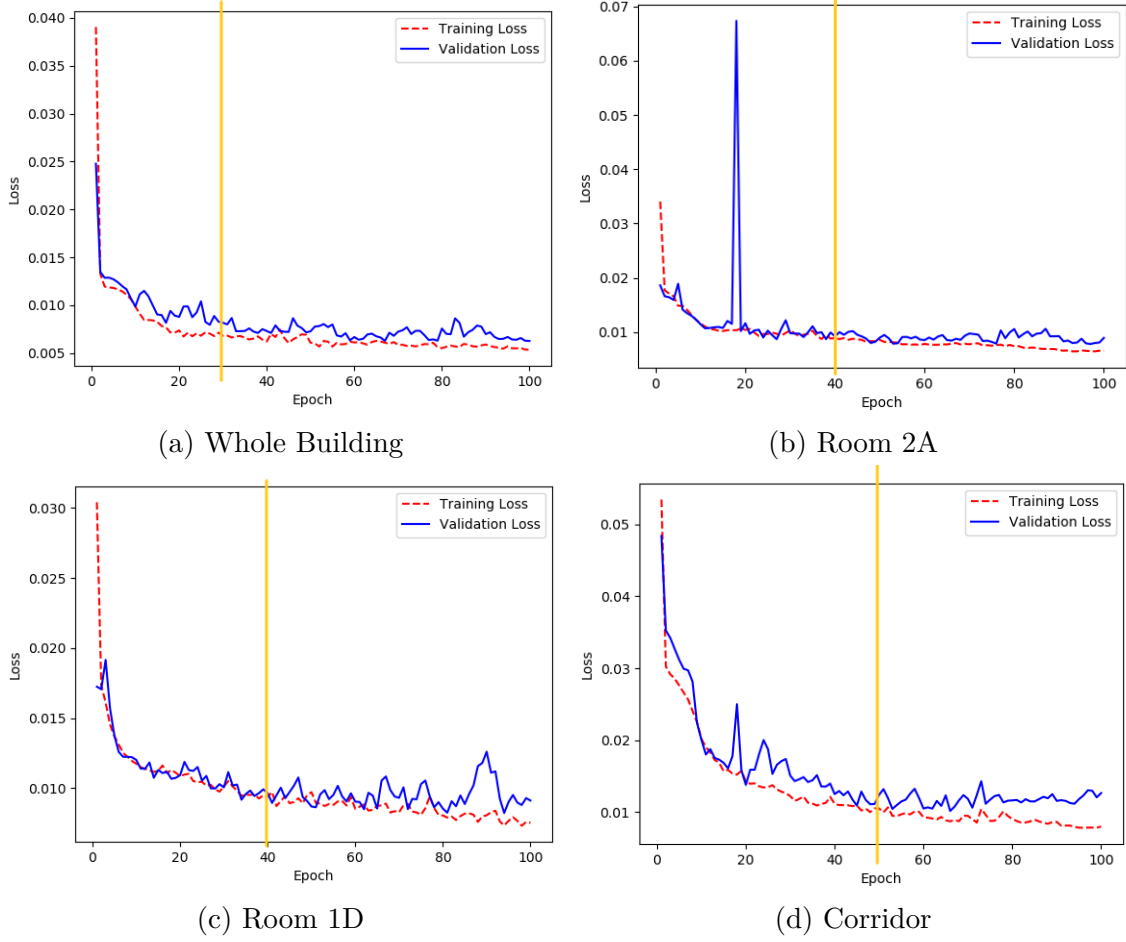 0.040
0.035
0.030
0.025
0.020
0.015
0.010
0.005
Loss
Training Loss
Validation Loss
0 20 40 60 80 100
Epoch
(a) Whole Building
0.07
0.06
0.05
0.04
0.03
0.02
0.01
Loss
Training Loss
Validation Loss
0 20 40 60 80 100
Epoch
(b) Room 2A
0.030
0.025
0.020
0.015
0.010
Loss
Training Loss
Validation Loss
0 20 40 60 80 100
Epoch
(c) Room 1D
0.05
0.04
0.03
0.02
0.01
Loss
Training Loss
Validation Loss
0 20 40 60 80 100
Epoch
(d) Corridor